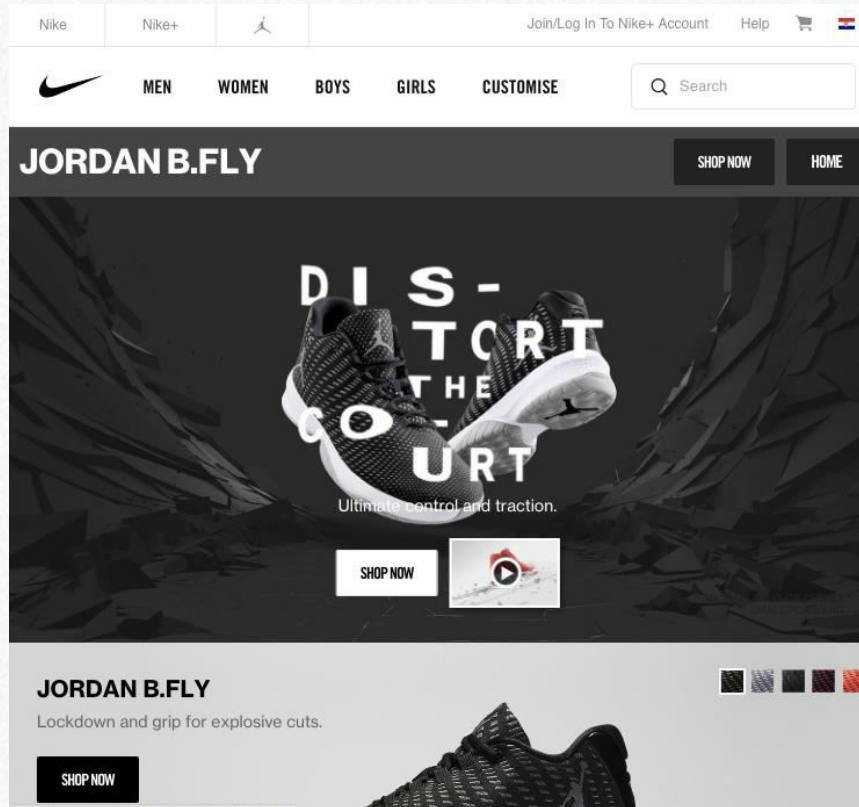 Nike
Nike+
Join/Log In To Nike+ Account
Help
MEN
WOMEN
BOYS
GIRLS
CUSTOMISE
Search
JORDAN B.FLY
SHOP NOW
HOME
DIS-
TORT
THE
CO-
URT
Ultimate control and traction.
SHOP NOW
JORDAN B.FLY
Lockdown and grip for explosive cuts.
SHOP NOW